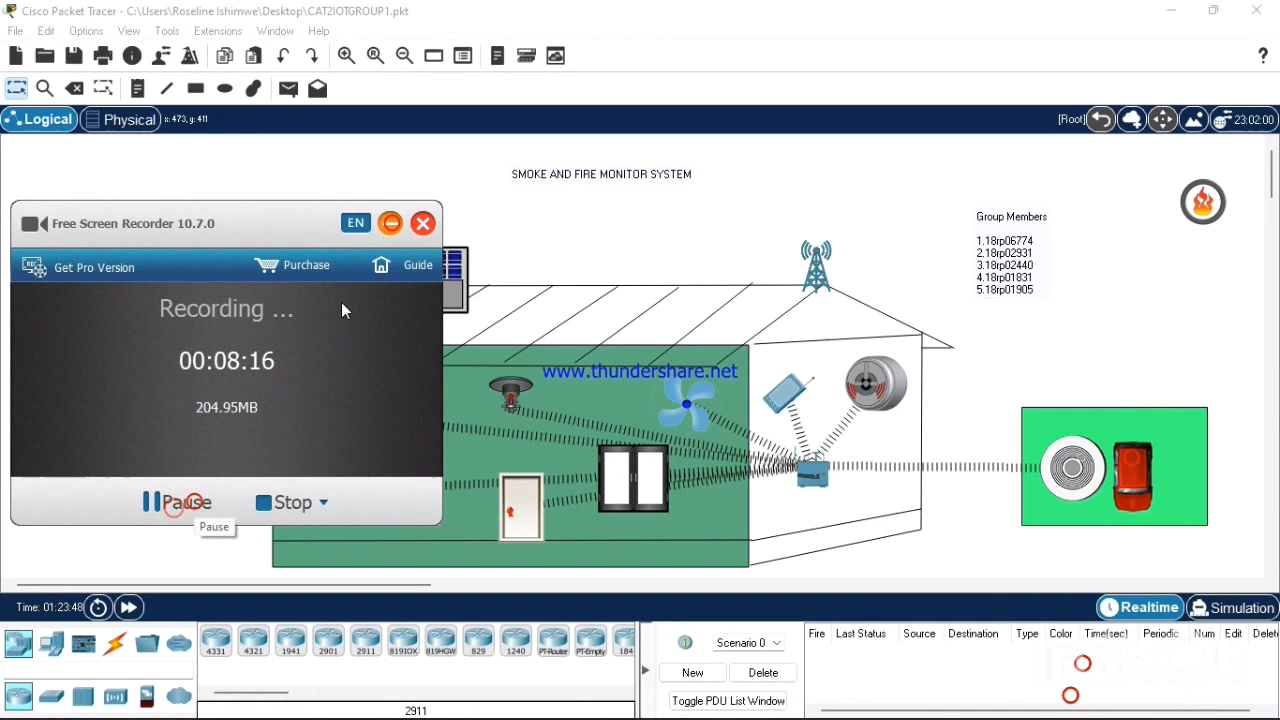 Cisco Packet Tracer - C:\Users\Roseline Ishimwe\Desktop\CAT2IOTGROUP1.pkt
File Edit Options View Tools Extensions Window Help
?
Logical Physical x: 473, y: 411 [Root] 23:02:00
SMOKE AND FIRE MONITOR SYSTEM
Group Members
1.18rp06774
2.18rp02931
3.18rp02440
4.18rp01831
5.18rp01905
Free Screen Recorder 10.7.0 EN
REC Get Pro Version Purchase Guide
Recording ...
00:08:16
204.95MB
Pause Stop
Pause
www.thundershare.net
Time: 01:23:48 Realtime Simulation
4331 4321 1941 2901 2911 819IOX 819HGW 829 1240 PT-Router PT-Empty 184
2911
Scenario 0
New Delete
Toggle PDU List Window
Fire Last Status Source Destination Type Color Time(sec) Periodic Num Edit Delet